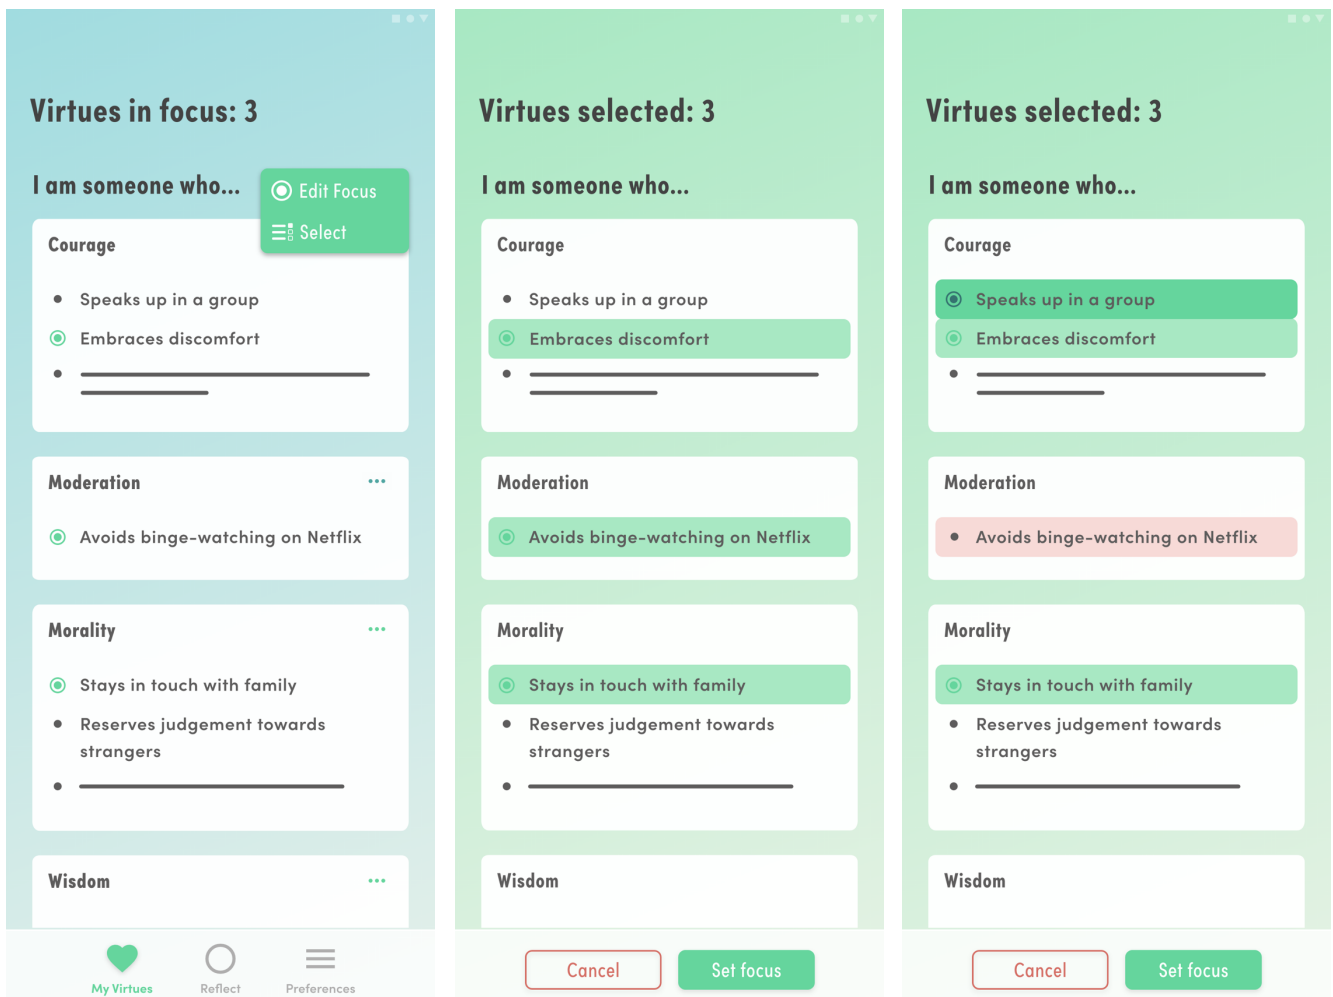 Virtues in focus: 3
I am someone who...
Edit Focus
Select
Courage
Speaks up in a group
Embraces discomfort
Moderation
Avoids binge-watching on Netflix
Morality
Stays in touch with family
Reserves judgement towards
strangers
Wisdom
My Virtues
Reflect
Preferences
Virtues selected: 3
I am someone who...
Courage
Speaks up in a group
Embraces discomfort
Moderation
Avoids binge-watching on Netflix
Morality
Stays in touch with family
Reserves judgement towards
strangers
Wisdom
Cancel
Set focus
Virtues selected: 3
I am someone who...
Courage
Speaks up in a group
Embraces discomfort
Moderation
Avoids binge-watching on Netflix
Morality
Stays in touch with family
Reserves judgement towards
strangers
Wisdom
Cancel
Set focus